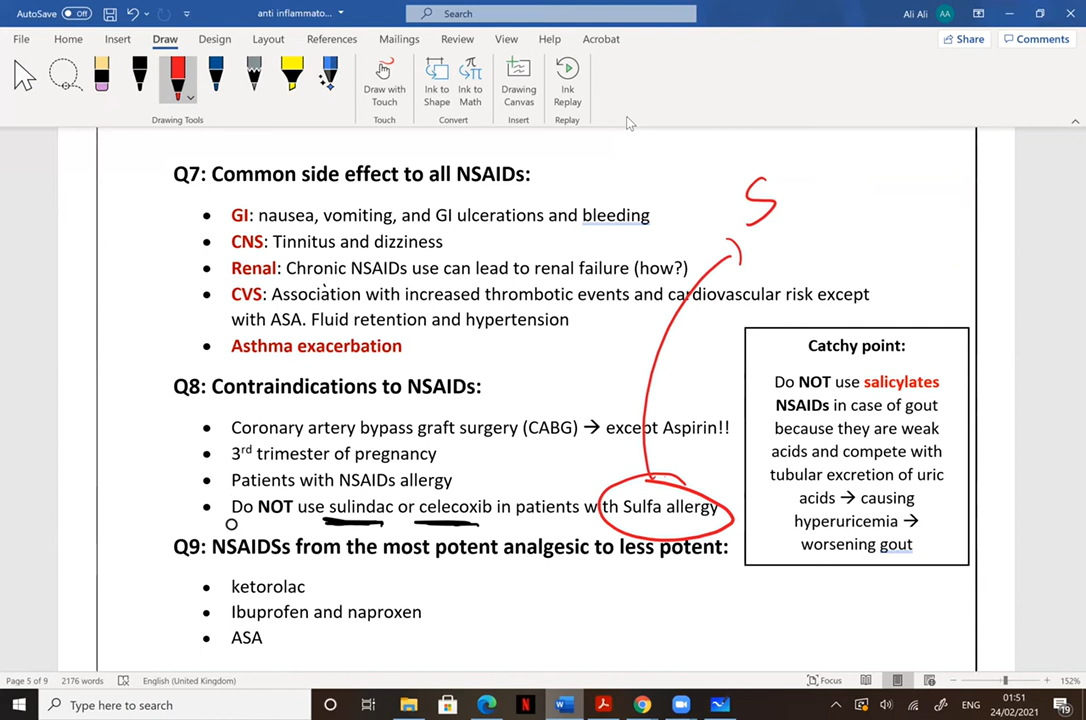 AutoSave Off
anti inflammato...
Search
Ali Ali AA
File Home Insert Draw Design Layout References Mailings Review View Help Acrobat Share Comments
Draw with Touch
Ink to Shape
Ink to Math
Drawing Canvas
Ink Replay
Drawing Tools Touch Convert Insert Replay
Q7: Common side effect to all NSAIDs:
S
• GI: nausea, vomiting, and GI ulcerations and bleeding
• CNS: Tinnitus and dizziness
• Renal: Chronic NSAIDs use can lead to renal failure (how?)
• CVS: Association with increased thrombotic events and cardiovascular risk except
with ASA. Fluid retention and hypertension
• Asthma exacerbation
Q8: Contraindications to NSAIDs:
• Coronary artery bypass graft surgery (CABG) → except Aspirin!!
• 3rd trimester of pregnancy
• Patients with NSAIDs allergy
• Do NOT use sulindac or celecoxib in patients with Sulfa allergy
Catchy point:
Do NOT use salicylates
NSAIDs in case of gout
because they are weak
acids and compete with
tubular excretion of uric
acids → causing
hyperuricemia →
worsening gout
Q9: NSAIDSs from the most potent analgesic to less potent:
• ketorolac
• Ibuprofen and naproxen
• ASA
Page 5 of 9 2176 words English (United Kingdom) Focus 152%
Type here to search
ENG
01:51
24/02/2021
19